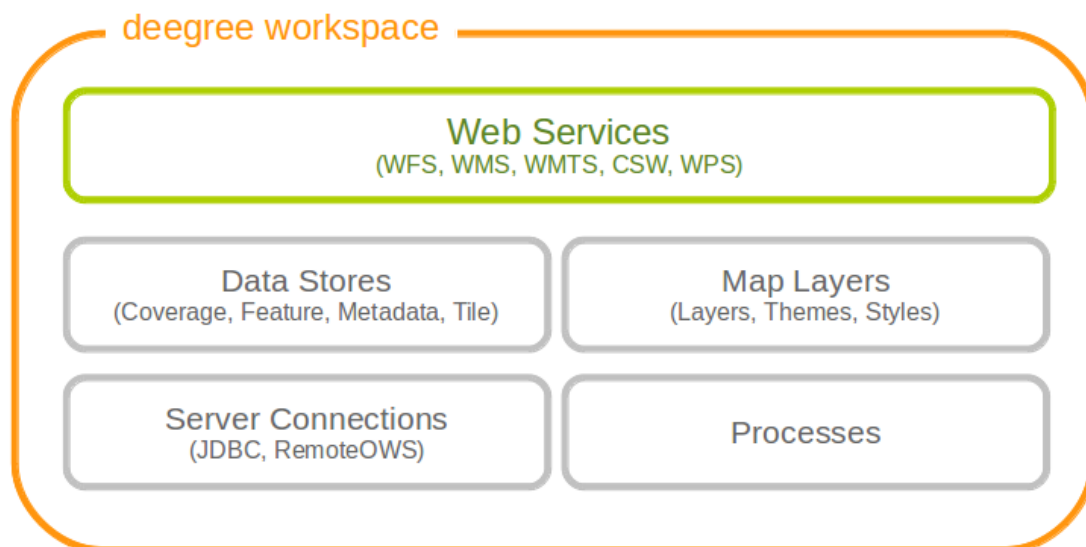 deegree workspace
Web Services
(WFS, WMS, WMTS, CSW, WPS)
Data Stores
(Coverage, Feature, Metadata, Tile)
Map Layers
(Layers, Themes, Styles)
Server Connections
(JDBC, RemoteOWS)
Processes